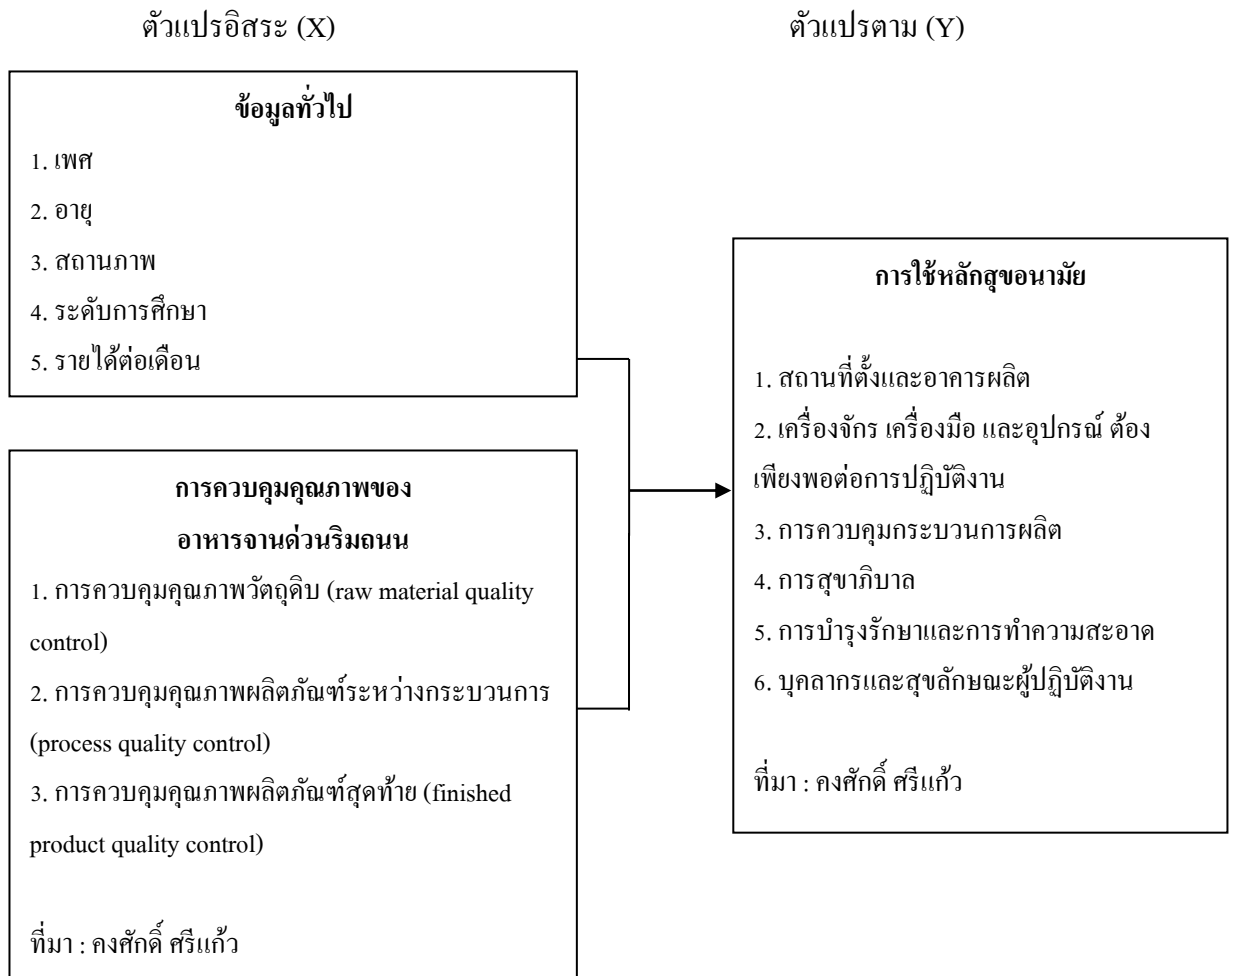 ตัวแปรอิสระ (X)
ตัวแปรตาม (Y)
ข้อมูลทั่วไป
1. เพศ
2. อายุ
3. สถานภาพ
4. ระดับการศึกษา
5. รายได้ต่อเดือน
การควบคุมคุณภาพของ
อาหารจานด่วนริมถนน
1. การควบคุมคุณภาพวัตถุดิบ (raw material quality
control)
2. การควบคุมคุณภาพผลิตภัณฑ์ระหว่างกระบวนการ
(process quality control)
3. การควบคุมคุณภาพผลิตภัณฑ์สุดท้าย (finished
product quality control)
ที่มา : คงศักดิ์ ศรีแก้ว
การใช้หลักสุขอนามัย
1. สถานที่ตั้งและอาคารผลิต
2. เครื่องจักร เครื่องมือ และอุปกรณ์ ต้อง
เพียงพอต่อการปฏิบัติงาน
3. การควบคุมกระบวนการผลิต
4. การสุขาภิบาล
5. การบำรุงรักษาและการทำความสะอาด
6. บุคลากรและสุขลักษณะผู้ปฏิบัติงาน
ที่มา : คงศักดิ์ ศรีแก้ว